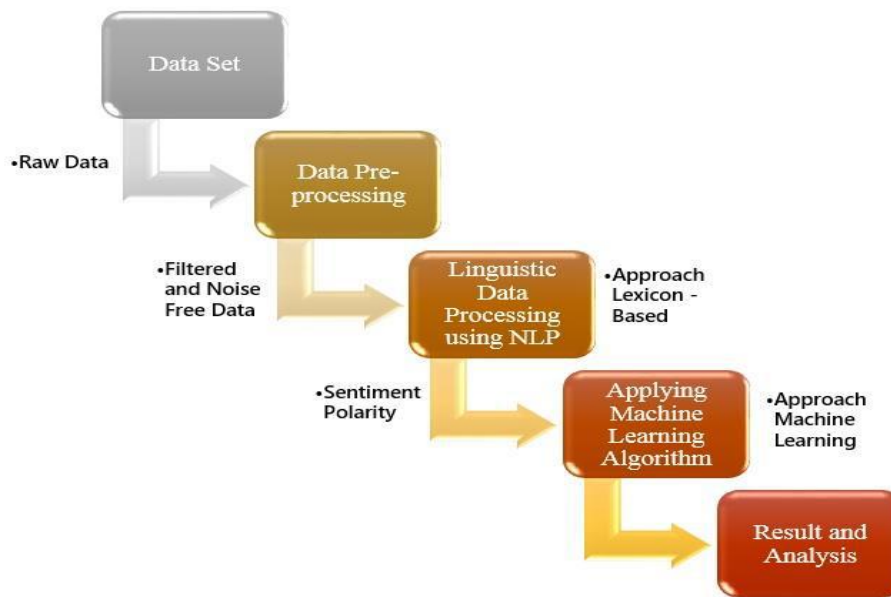 Data Set
•Raw Data
Data Pre-
processing
•Filtered
and Noise
Free Data
Linguistic
Data
Processing
using NLP
•Approach
Lexicon -
Based
•Sentiment
Polarity
Applying
Machine
Learning
Algorithm
•Approach
Machine
Learning
Result and
Analysis